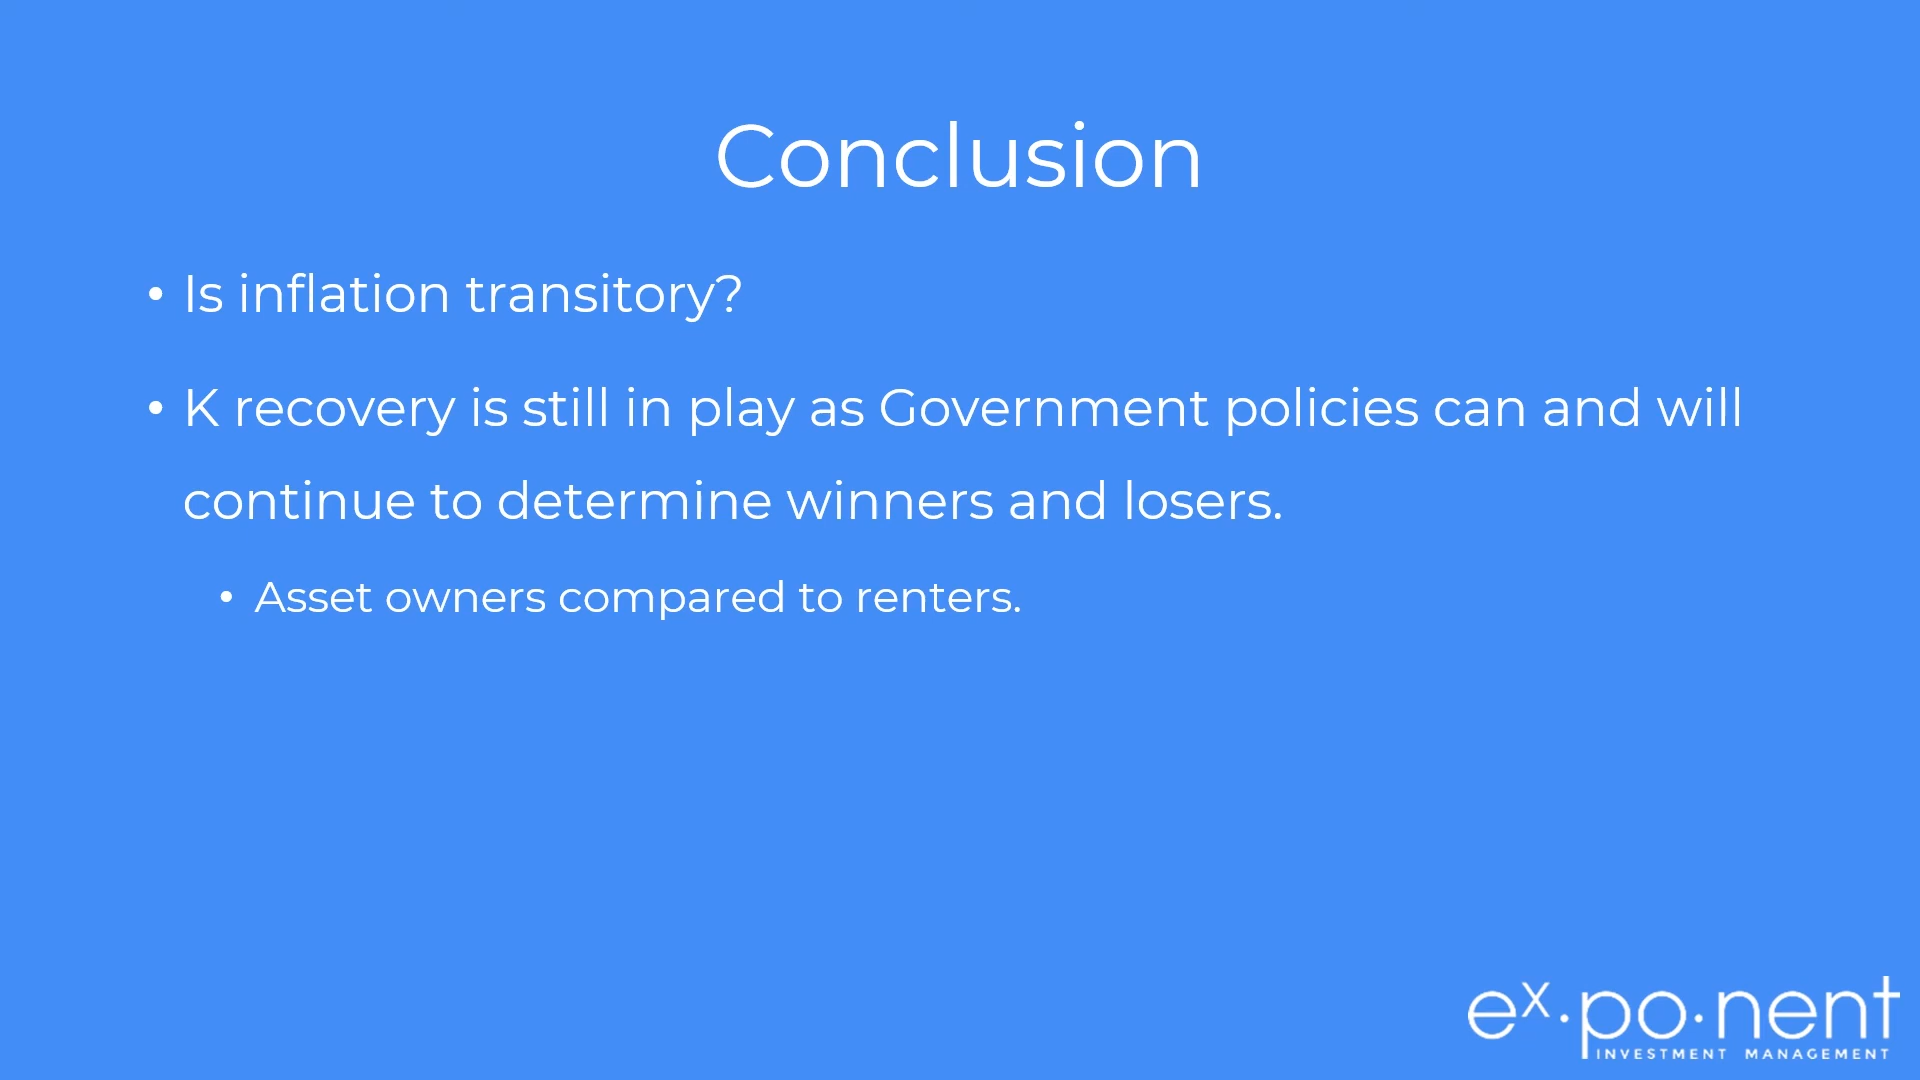 Conclusion
• Is inflation transitory?
• K recovery is still in play as Government policies can and will
continue to determine winners and losers.
• Asset owners compared to renters.
ex·po·nent
INVESTMENT MANAGEMENT